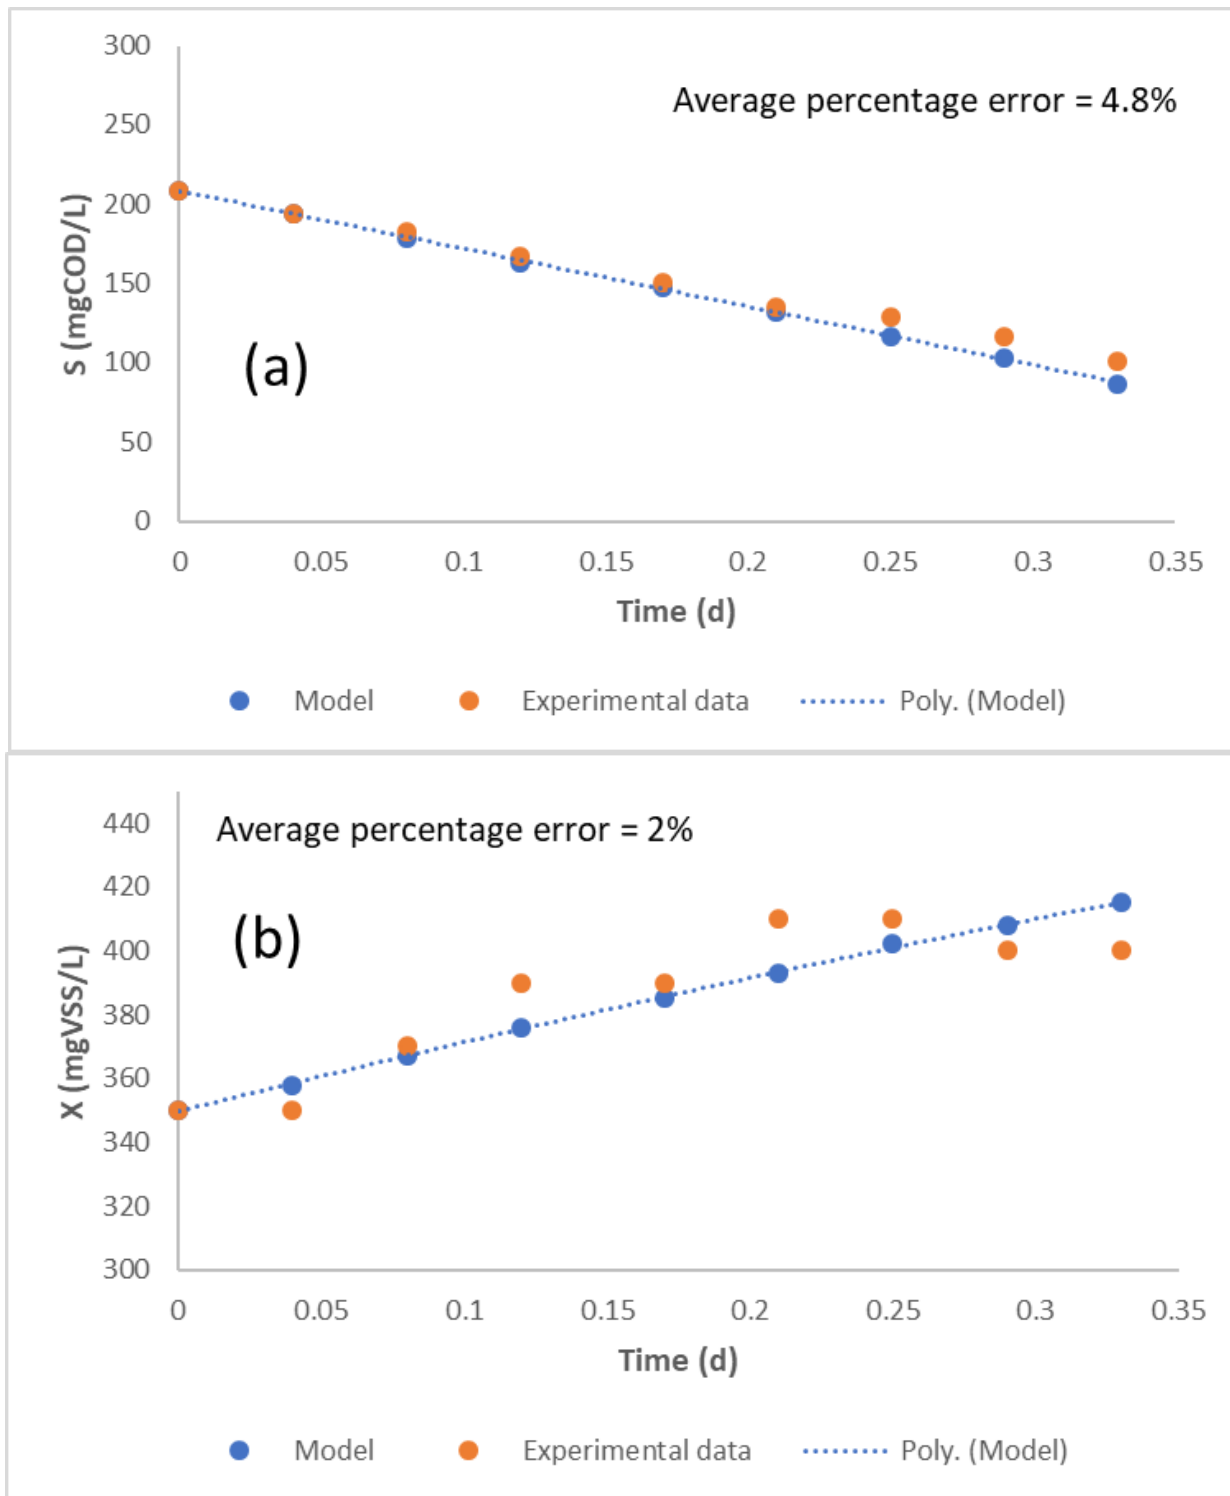 300
Average percentage error = 4.8%
250
200
150
100
50
0
S (mgCOD/L)
(a)
0 0.05 0.1 0.15 0.2 0.25 0.3 0.35
Time (d)
Model Experimental data Poly. (Model)
440
Average percentage error = 2%
420
400
380
360
340
320
300
X (mgVSS/L)
(b)
0 0.05 0.1 0.15 0.2 0.25 0.3 0.35
Time (d)
Model Experimental data Poly. (Model)